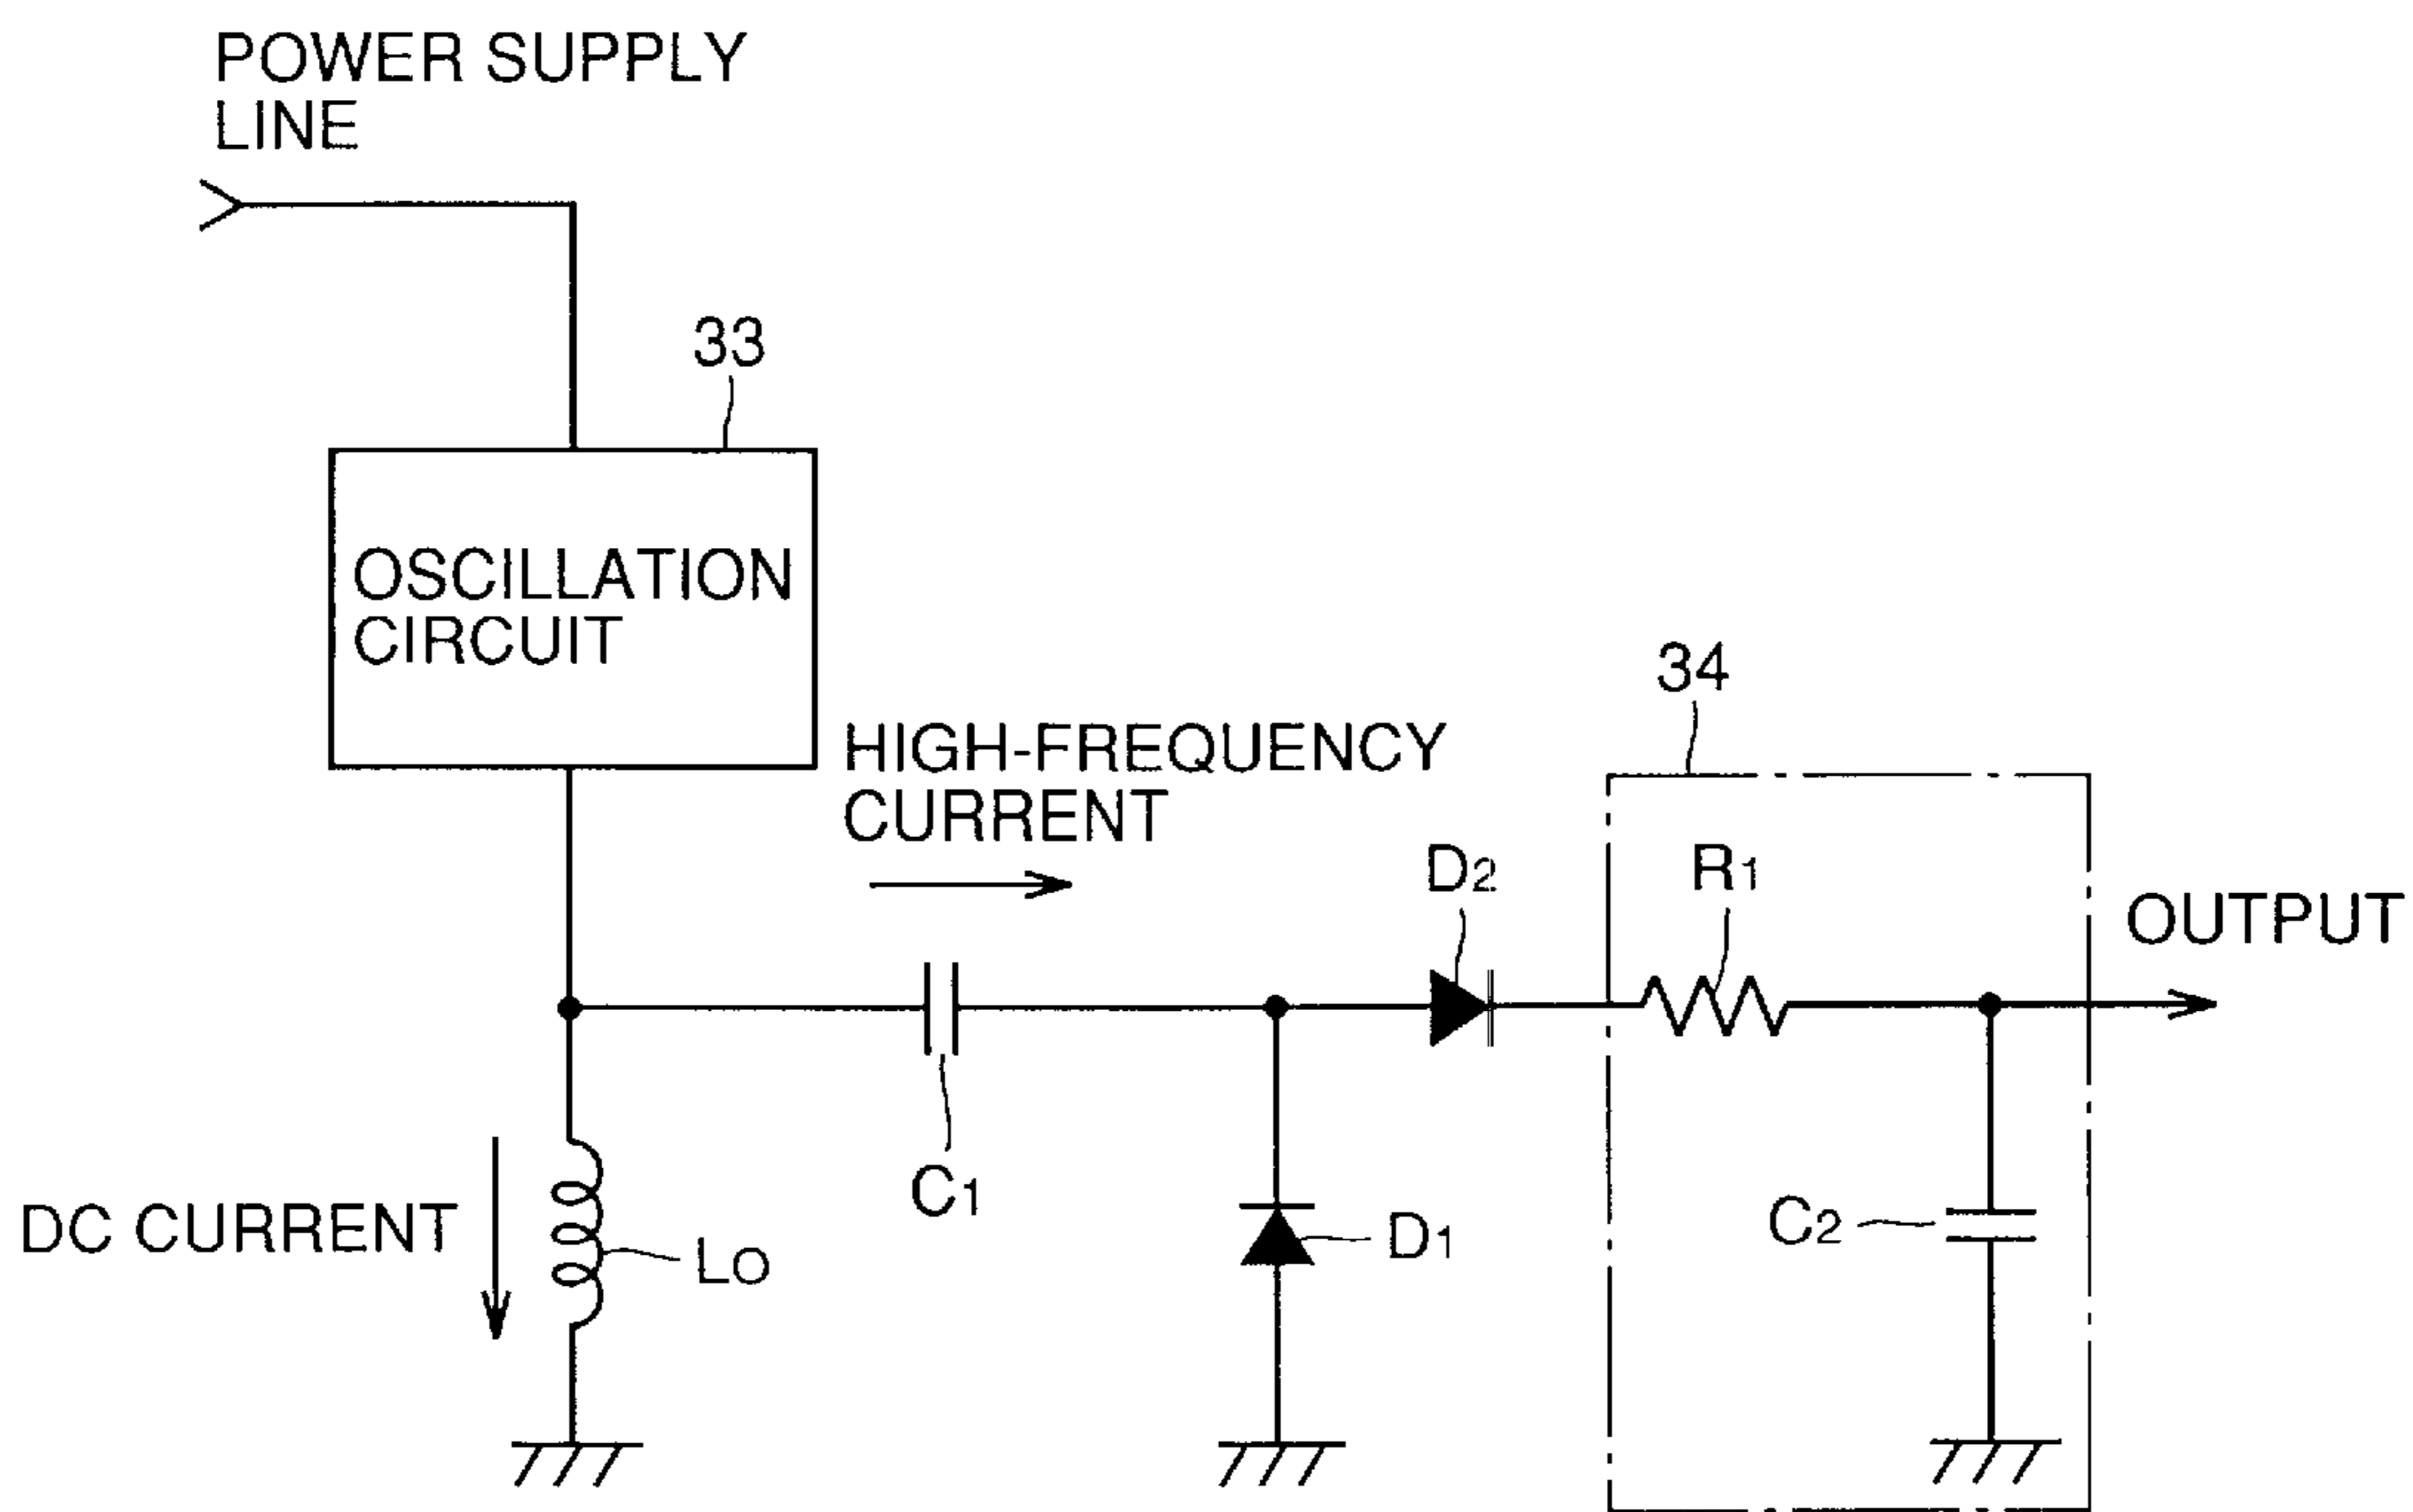 POWER SUPPLY
LINE
33
OSCILLATION
CIRCUIT
34
HIGH-FREQUENCY
CURRENT
D2
R1
OUTPUT
C1
DC CURRENT
Lo
D1
C2